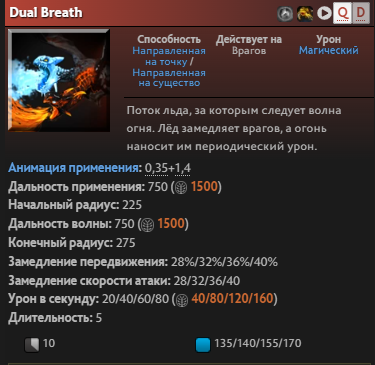 Dual Breath Q D
Способность Действует на Урон
Направленная Врагов Магический
на точку /
Направленная
на существо
Поток льда, за которым следует волна
огня. Лёд замедляет врагов, а огонь
наносит им периодический урон.
Анимация применения: 0,35+1,4
Дальность применения: 750 (1500)
Начальный радиус: 225
Дальность волны: 750 (1500)
Конечный радиус: 275
Замедление передвижения: 28%/32%/36%/40%
Замедление скорости атаки: 28/32/36/40
Урон в секунду: 20/40/60/80 (40/80/120/160)
Длительность: 5
10 135/140/155/170